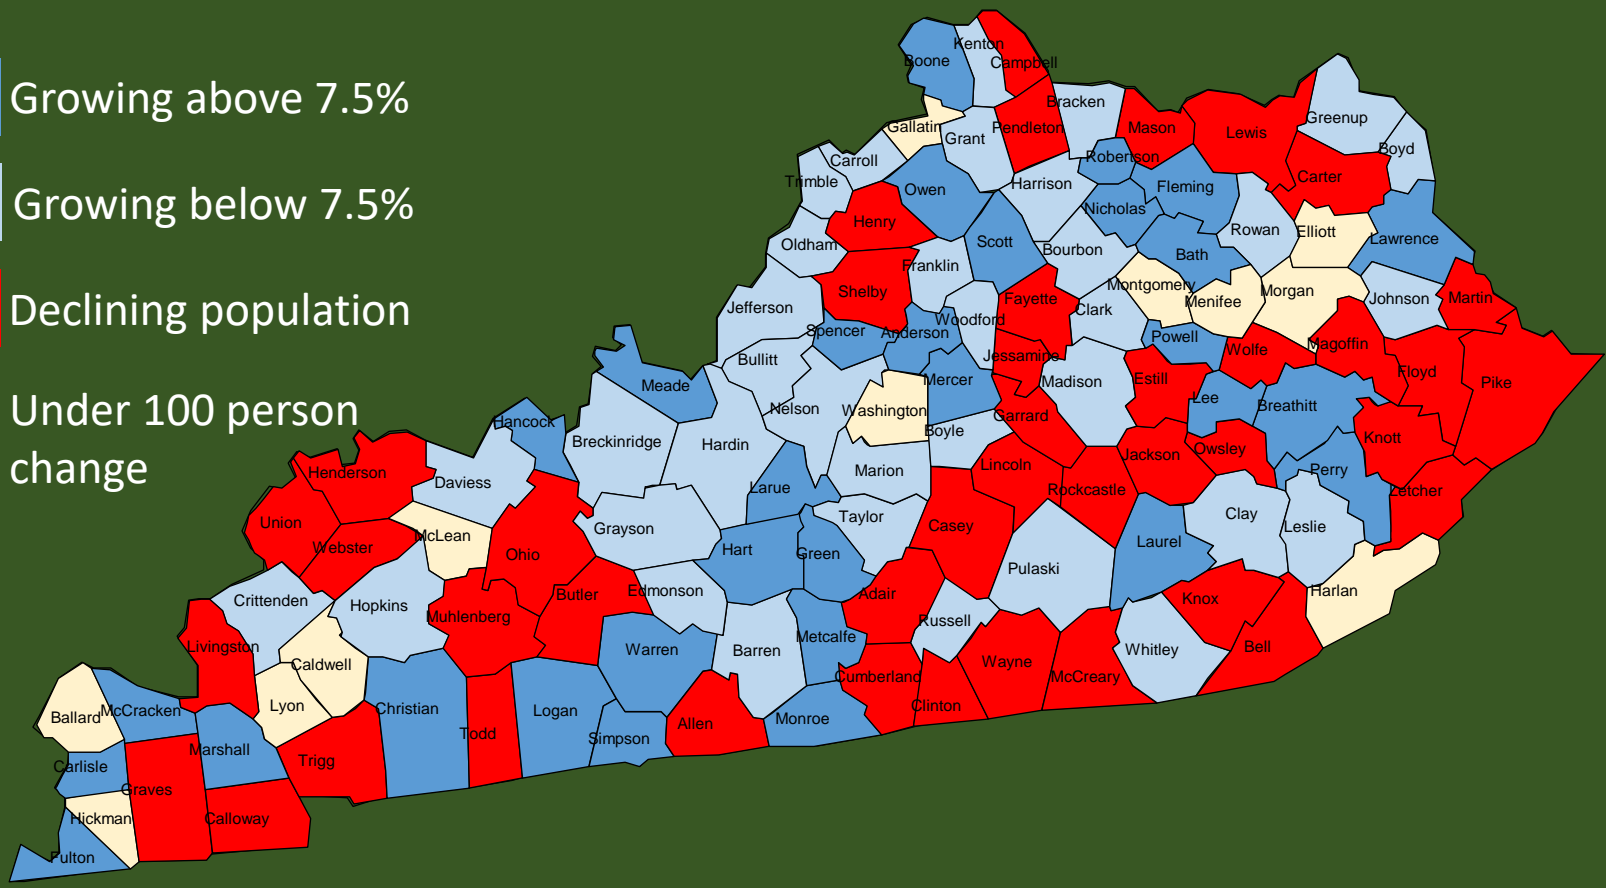 Growing above 7.5%
Growing below 7.5%
Declining population
Under 100 person
change
Kenton
Boone
Campbell
Bracken
Gallatin
Grant
Pendleton
Mason
Lewis
Greenup
Boyd
Carroll
Trimble
Owen
Harrison
Robertson
Fleming
Carter
Nicholas
Henry
Oldham
Scott
Bourbon
Bath
Rowan
Elliott
Lawrence
Franklin
Shelby
Fayette
Montgomery
Menifee
Morgan
Johnson
Martin
Jefferson
Spencer
Anderson
Woodford
Clark
Powell
Wolfe
Magoffin
Bullitt
Jessamine
Floyd
Pike
Meade
Mercer
Madison
Estill
Lee
Breathitt
Nelson
Washington
Garrard
Hancock
Breckinridge
Hardin
Boyle
Knott
Marion
Lincoln
Jackson
Owsley
Perry
Henderson
Daviess
Larue
Rockcastle
Letcher
Union
Grayson
Taylor
Casey
Clay
Leslie
Webster
McLean
Ohio
Hart
Green
Laurel
Pulaski
Crittenden
Hopkins
Butler
Edmonson
Adair
Knox
Harlan
Muhlenberg
Russell
Livingston
Caldwell
Warren
Barren
Metcalfe
Whitley
Bell
Wayne
McCreary
Cumberland
Lyon
Ballard
McCracken
Christian
Logan
Monroe
Clinton
Allen
Todd
Simpson
Marshall
Carlisle
Trigg
Graves
Hickman
Calloway
Fulton